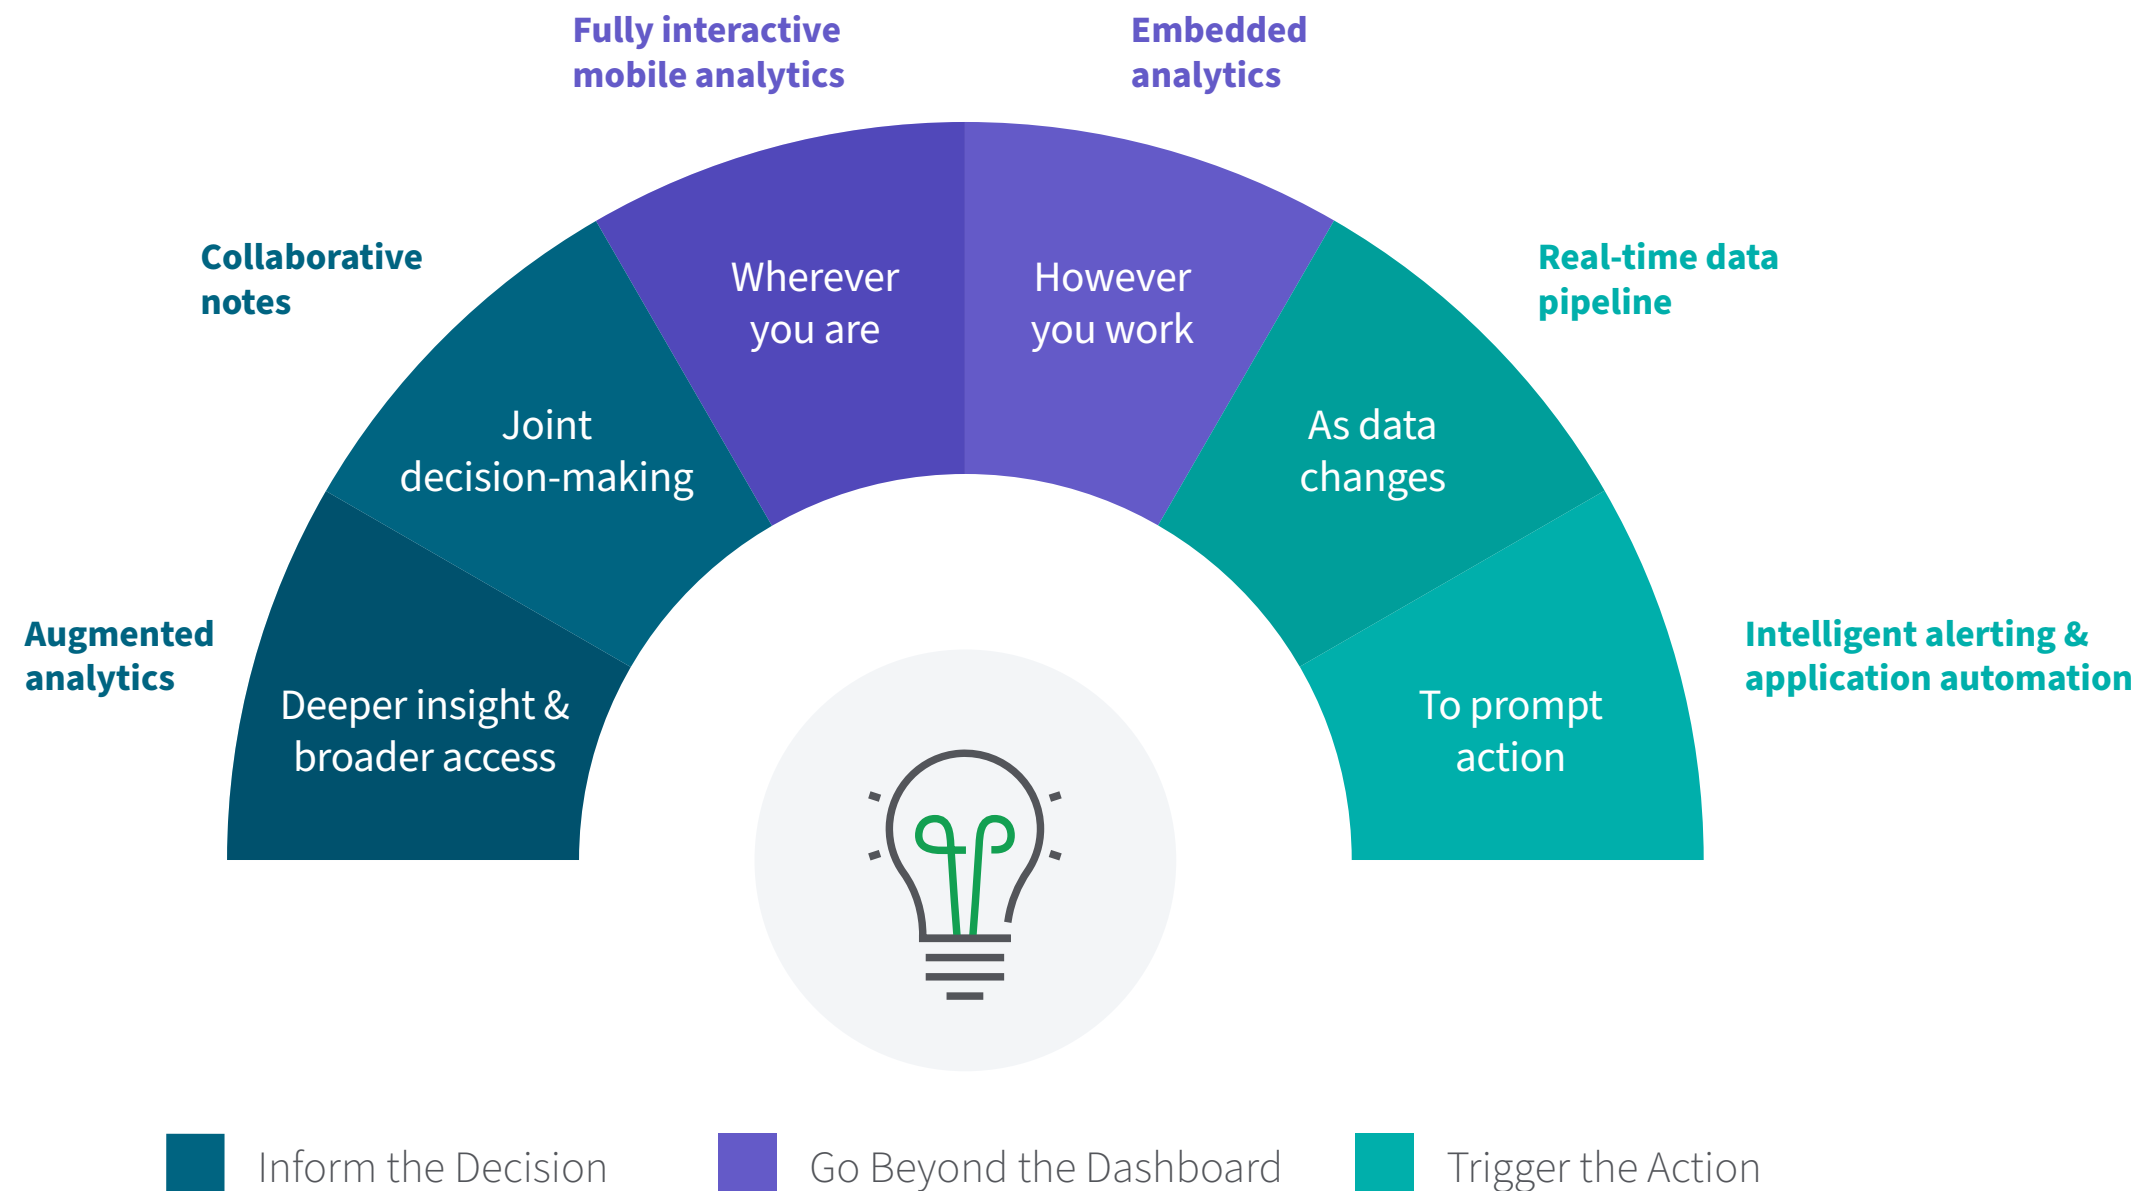 Fully interactive
mobile analytics
Embedded
analytics
Collaborative
notes
Wherever
you are
However
you work
Real-time data
pipeline
Joint
decision-making
As data
changes
Augmented
analytics
Deeper insight &
broader access
To prompt
action
Intelligent alerting &
application automation
Inform the Decision
Go Beyond the Dashboard
Trigger the Action